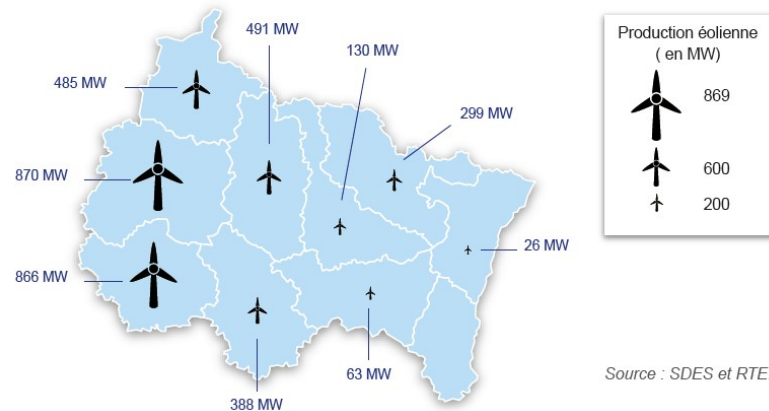 491 MW
130 MW
485 MW
299 MW
870 MW
26 MW
866 MW
63 MW
388 MW
Production éolienne
( en MW)
869
600
200
Source : SDES et RTE